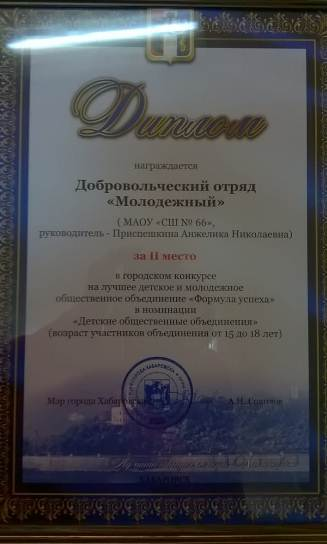 Диплом
награждается
Добровольческий отряд
«Молодежный»
( МАОУ «СШ № 66»,
руководитель - Приспешкина Анжелика Николаевна)
за II место
в городском конкурсе
на лучшее детское и молодежное
общественное объединение «Формула успеха»
в номинации
«Детские общественные объединения»
(возраст участников объединения от 15 до 18 лет)
Мэр города Хабаровска А.Н.Соколов